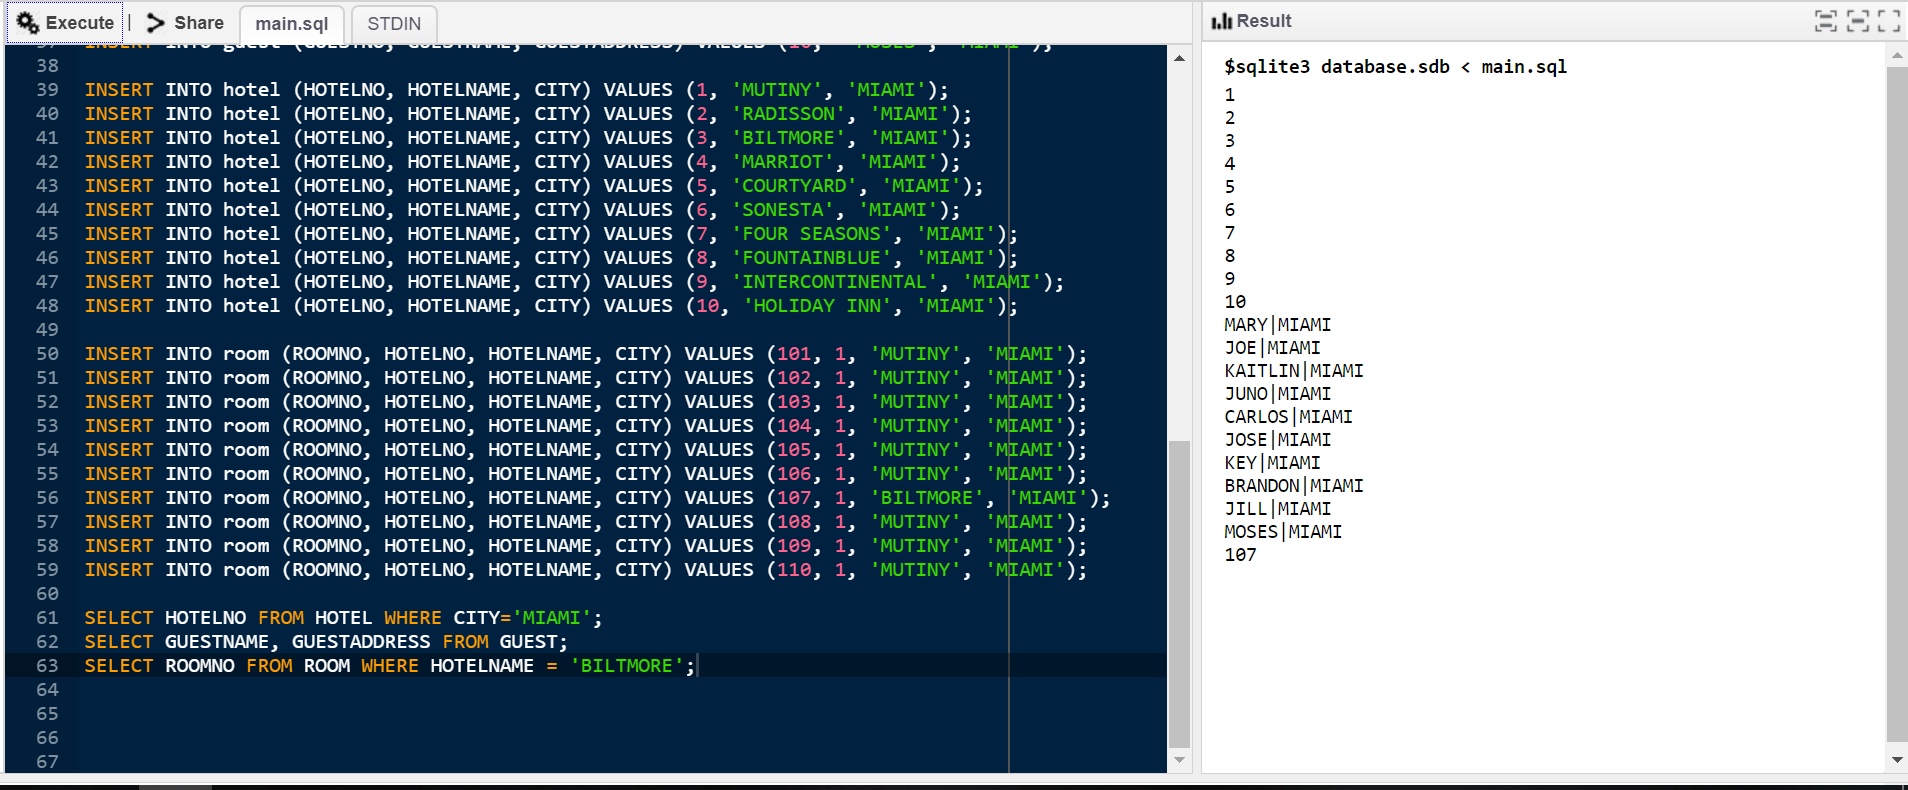 Execute | Share main.sql STDIN
37 INSERT INTO guest (GUESTNO, GUESTNAME, GUESTADDRESS) VALUES (10, 'MOSES', 'MIAMI');
38
39 INSERT INTO hotel (HOTELNO, HOTELNAME, CITY) VALUES (1, 'MUTINY', 'MIAMI');
40 INSERT INTO hotel (HOTELNO, HOTELNAME, CITY) VALUES (2, 'RADISSON', 'MIAMI');
41 INSERT INTO hotel (HOTELNO, HOTELNAME, CITY) VALUES (3, 'BILTMORE', 'MIAMI');
42 INSERT INTO hotel (HOTELNO, HOTELNAME, CITY) VALUES (4, 'MARRIOT', 'MIAMI');
43 INSERT INTO hotel (HOTELNO, HOTELNAME, CITY) VALUES (5, 'COURTYARD', 'MIAMI');
44 INSERT INTO hotel (HOTELNO, HOTELNAME, CITY) VALUES (6, 'SONESTA', 'MIAMI');
45 INSERT INTO hotel (HOTELNO, HOTELNAME, CITY) VALUES (7, 'FOUR SEASONS', 'MIAMI');
46 INSERT INTO hotel (HOTELNO, HOTELNAME, CITY) VALUES (8, 'FOUNTAINBLUE', 'MIAMI');
47 INSERT INTO hotel (HOTELNO, HOTELNAME, CITY) VALUES (9, 'INTERCONTINENTAL', 'MIAMI');
48 INSERT INTO hotel (HOTELNO, HOTELNAME, CITY) VALUES (10, 'HOLIDAY INN', 'MIAMI');
49
50 INSERT INTO room (ROOMNO, HOTELNO, HOTELNAME, CITY) VALUES (101, 1, 'MUTINY', 'MIAMI');
51 INSERT INTO room (ROOMNO, HOTELNO, HOTELNAME, CITY) VALUES (102, 1, 'MUTINY', 'MIAMI');
52 INSERT INTO room (ROOMNO, HOTELNO, HOTELNAME, CITY) VALUES (103, 1, 'MUTINY', 'MIAMI');
53 INSERT INTO room (ROOMNO, HOTELNO, HOTELNAME, CITY) VALUES (104, 1, 'MUTINY', 'MIAMI');
54 INSERT INTO room (ROOMNO, HOTELNO, HOTELNAME, CITY) VALUES (105, 1, 'MUTINY', 'MIAMI');
55 INSERT INTO room (ROOMNO, HOTELNO, HOTELNAME, CITY) VALUES (106, 1, 'MUTINY', 'MIAMI');
56 INSERT INTO room (ROOMNO, HOTELNO, HOTELNAME, CITY) VALUES (107, 1, 'BILTMORE', 'MIAMI');
57 INSERT INTO room (ROOMNO, HOTELNO, HOTELNAME, CITY) VALUES (108, 1, 'MUTINY', 'MIAMI');
58 INSERT INTO room (ROOMNO, HOTELNO, HOTELNAME, CITY) VALUES (109, 1, 'MUTINY', 'MIAMI');
59 INSERT INTO room (ROOMNO, HOTELNO, HOTELNAME, CITY) VALUES (110, 1, 'MUTINY', 'MIAMI');
60
61 SELECT HOTELNO FROM HOTEL WHERE CITY='MIAMI';
62 SELECT GUESTNAME, GUESTADDRESS FROM GUEST;
63 SELECT ROOMNO FROM ROOM WHERE HOTELNAME = 'BILTMORE';
64
65
66
67
Result
$sqlite3 database.sdb < main.sql
1
2
3
4
5
6
7
8
9
10
MARY|MIAMI
JOE|MIAMI
KAITLIN|MIAMI
JUNO|MIAMI
CARLOS|MIAMI
JOSE|MIAMI
KEY|MIAMI
BRANDON|MIAMI
JILL|MIAMI
MOSES|MIAMI
107